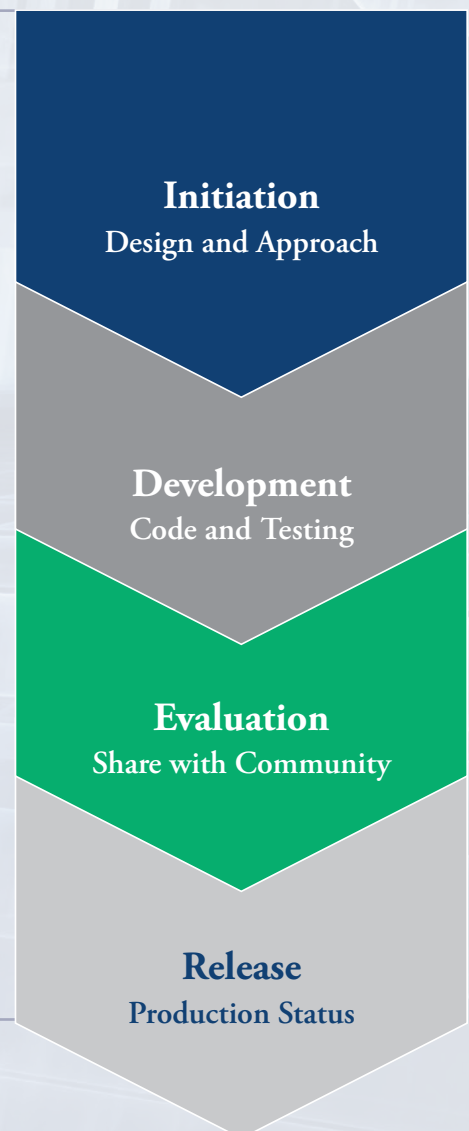 Initiation
Design and Approach
Development
Code and Testing
Evaluation
Share with Community
Release
Production Status